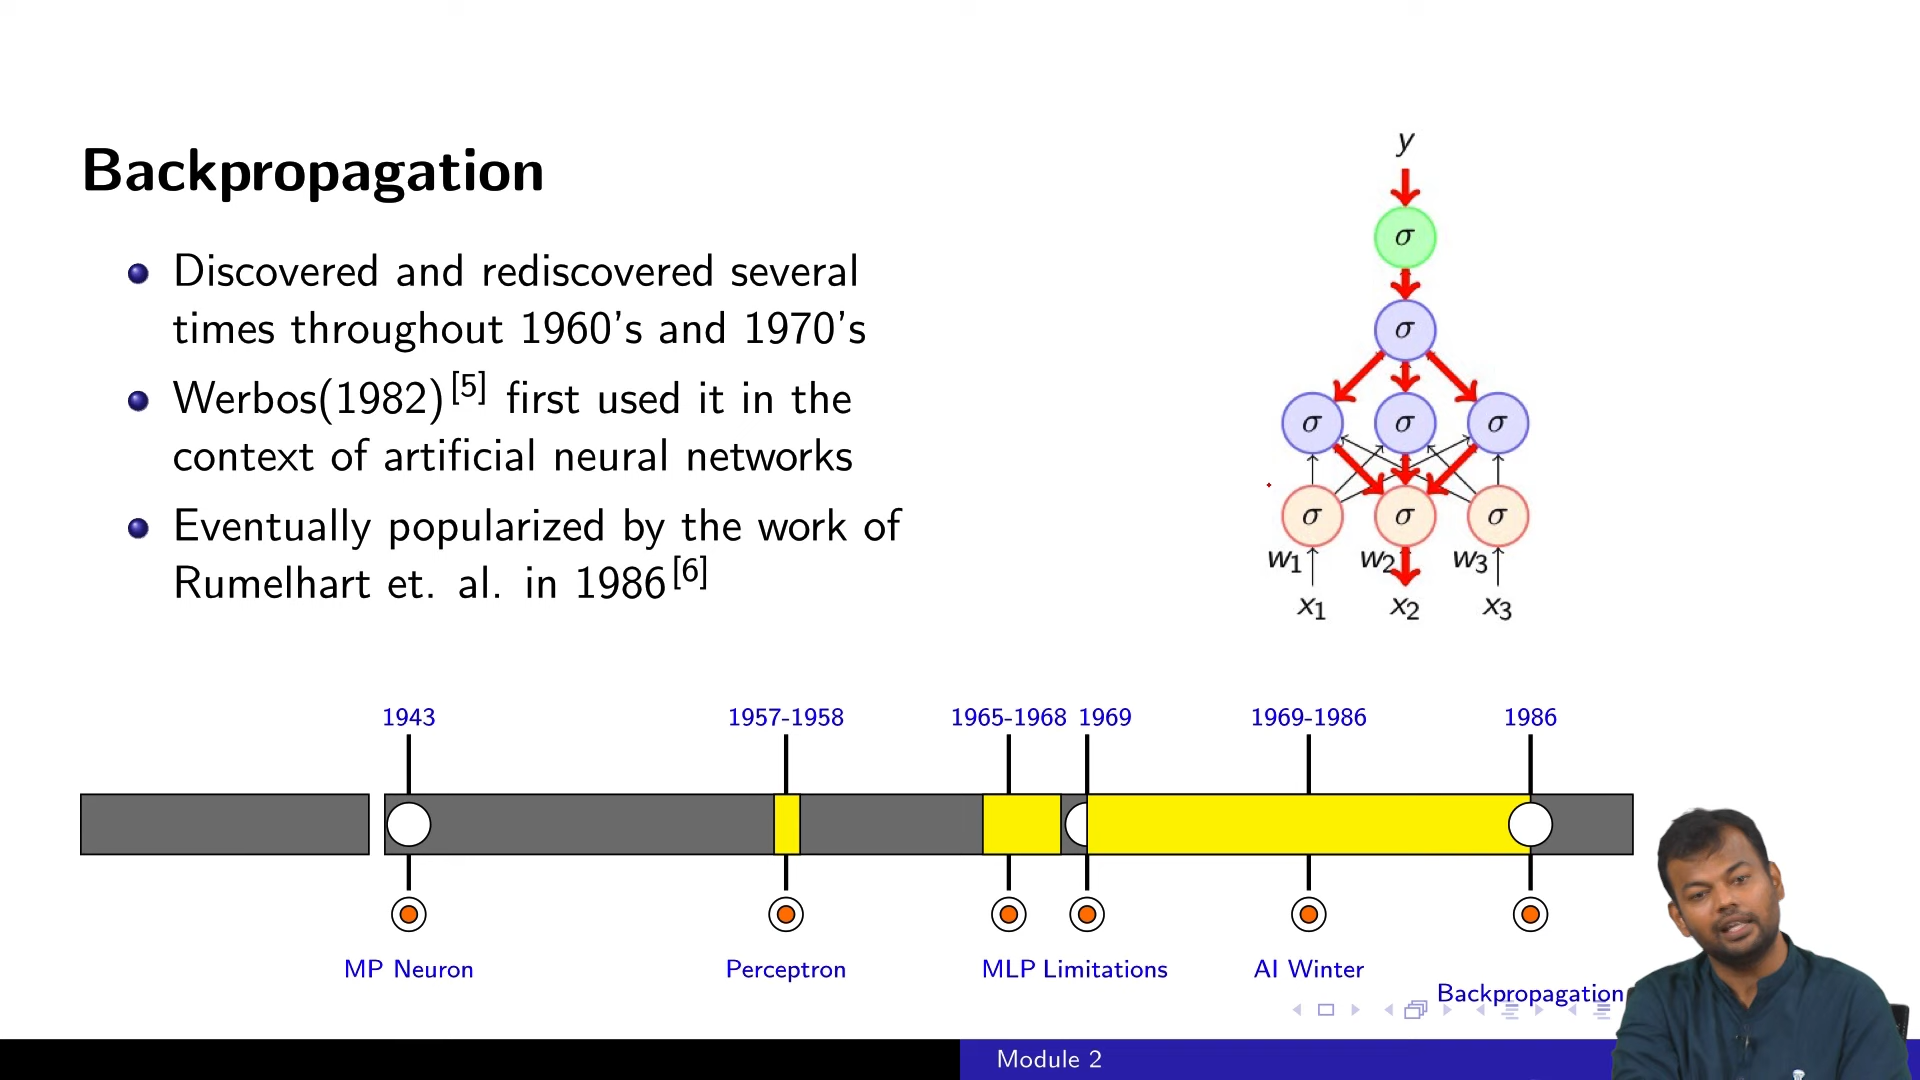 Backpropagation
Discovered and rediscovered several
times throughout 1960's and 1970's
Werbos(1982)[5] first used it in the
context of artificial neural networks
Eventually popularized by the work of
Rumelhart et. al. in 1986[6]
y
σ
σ
σ σ σ
σ σ σ
w1 w2 w3
x1 x2 x3
1943 1957-1958 1965-1968 1969 1969-1986 1986
MP Neuron Perceptron MLP Limitations AI Winter
Backpropagation
Module 2